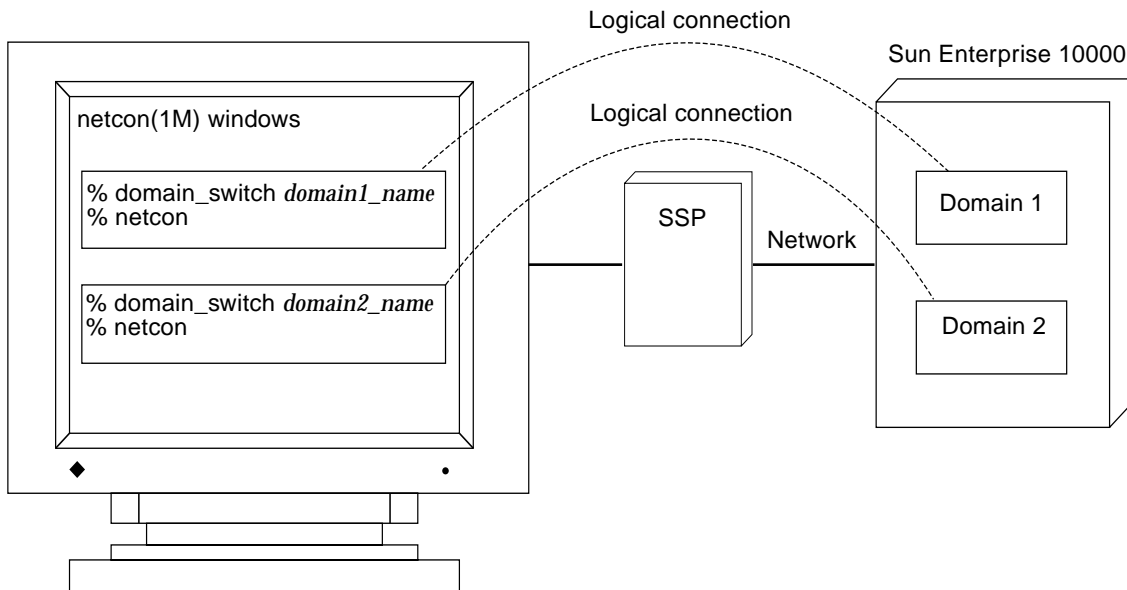 Logical connection
Sun Enterprise 10000
netcon(1M) windows
Logical connection
% domain_switch domain1_name
% netcon
SSP
Domain 1
Network
% domain_switch domain2_name
% netcon
Domain 2